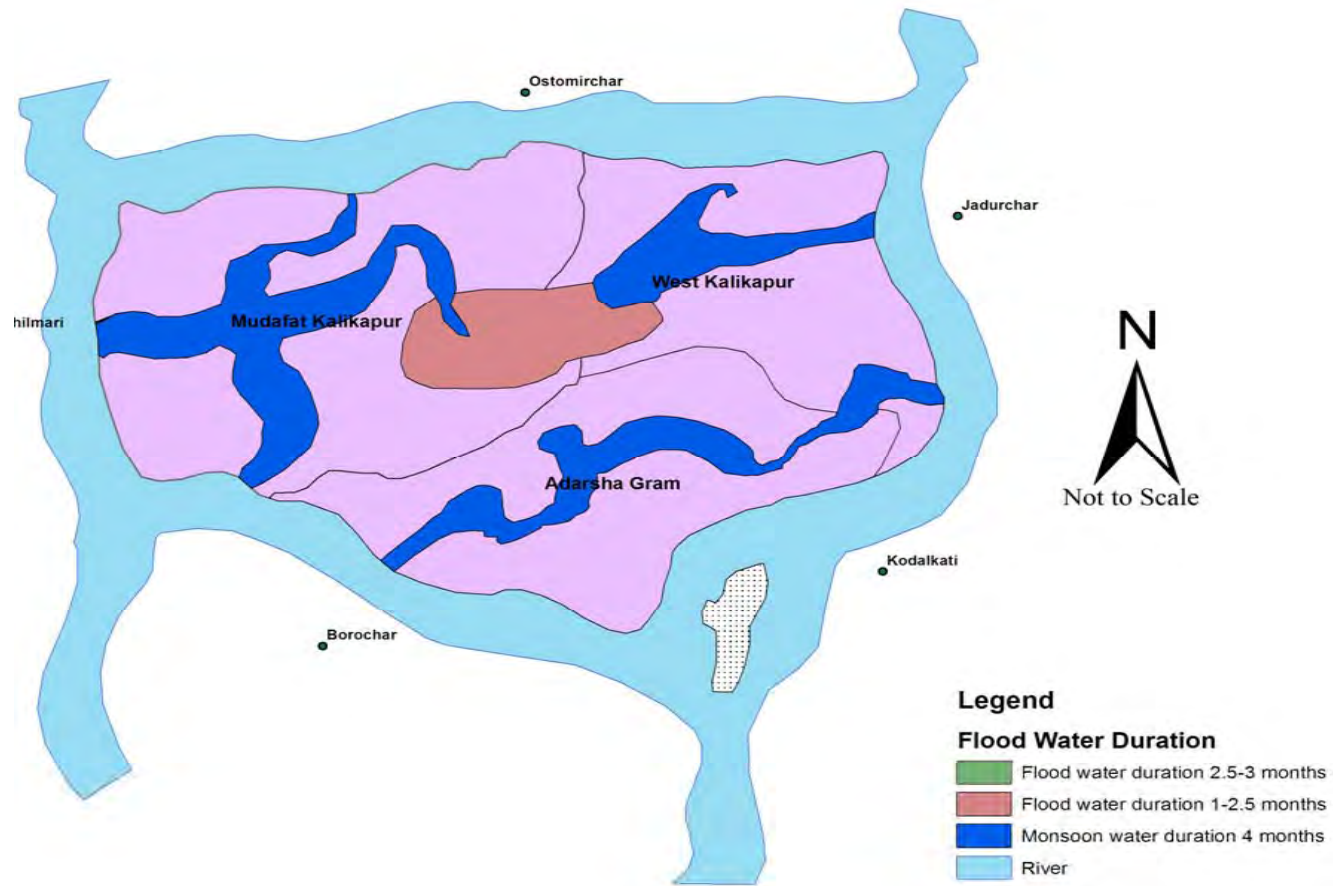 Ostomirchar
Jadurchar
West Kalikapur
hilmari
Mudafat Kalikapur
N
Not to Scale
Adarsha Gram
Kodalkati
Borochar
Legend
Flood Water Duration
Flood water duration 2.5-3 months
Flood water duration 1-2.5 months
Monsoon water duration 4 months
River